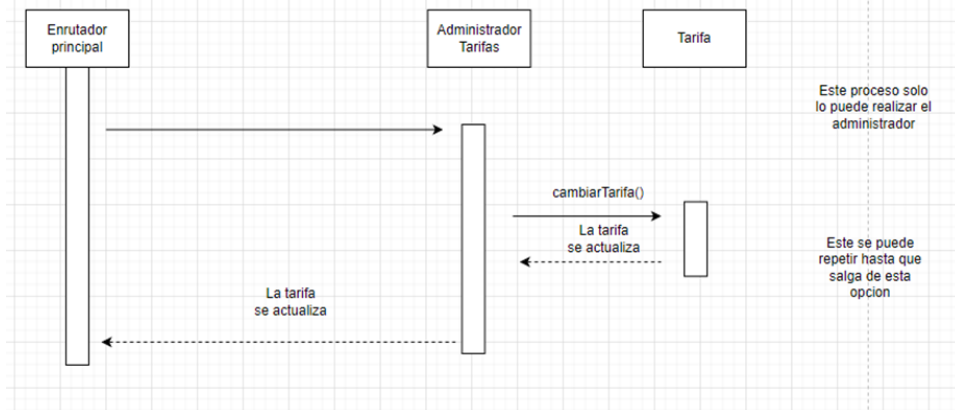 Enrutador
principal
Administrador
Tarifas
Tarifa
Este proceso solo
lo puede realizar el
administrador
cambiarTarifa()
La tarifa
se actualiza
Este se puede
repetir hasta que
salga de esta
opcion
La tarifa
se actualiza